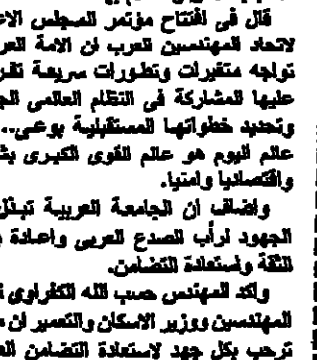 قال فى افتتاح مؤتمر المجلس الاع
لاتحاد المهندسين العرب ان الامة العر
تواجه متغيرات وتطورات سريعة تفر
عليها المشاركة فى النظام العالمى الج
وتحديد خطواتها المستقبلية بوعى..
عالم اليوم هو عالم القوى الكبرى بش
واقتصاديا وامنيا.
واضاف ان الجامعة العربية تبذل
الجهود لرأب الصدع العربى واعادة
الثقة واستعادة التضامن.
واكد المهندس حسب الله الكفراوى
المهندسين ووزير الاسكان والتعمير ان
ترحب بكل جهد لاستعادة التضامن الع